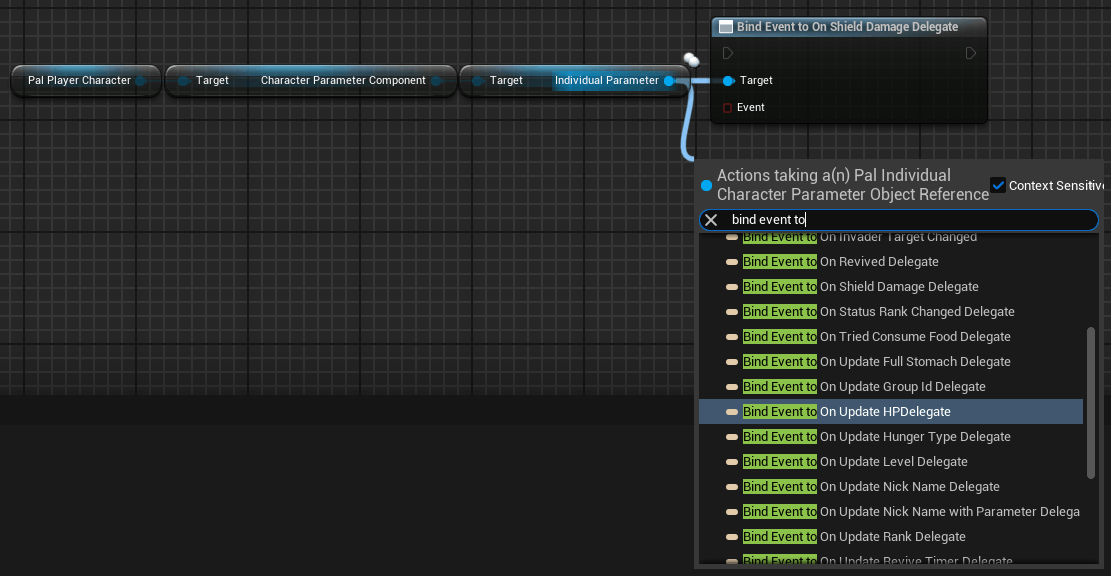 Bind Event to On Shield Damage Delegate
Pal Player Character
Target Character Parameter Component
Target Individual Parameter
Target
Event
Actions taking a(n) Pal Individual
Character Parameter Object Reference
Context Sensitive
bind event to
Bind Event to On Invader Target Changed
Bind Event to On Revived Delegate
Bind Event to On Shield Damage Delegate
Bind Event to On Status Rank Changed Delegate
Bind Event to On Tried Consume Food Delegate
Bind Event to On Update Full Stomach Delegate
Bind Event to On Update Group Id Delegate
Bind Event to On Update HPDelegate
Bind Event to On Update Hunger Type Delegate
Bind Event to On Update Level Delegate
Bind Event to On Update Nick Name Delegate
Bind Event to On Update Nick Name with Parameter Delega
Bind Event to On Update Rank Delegate
Bind Event to On Update Revive Timer Delegate